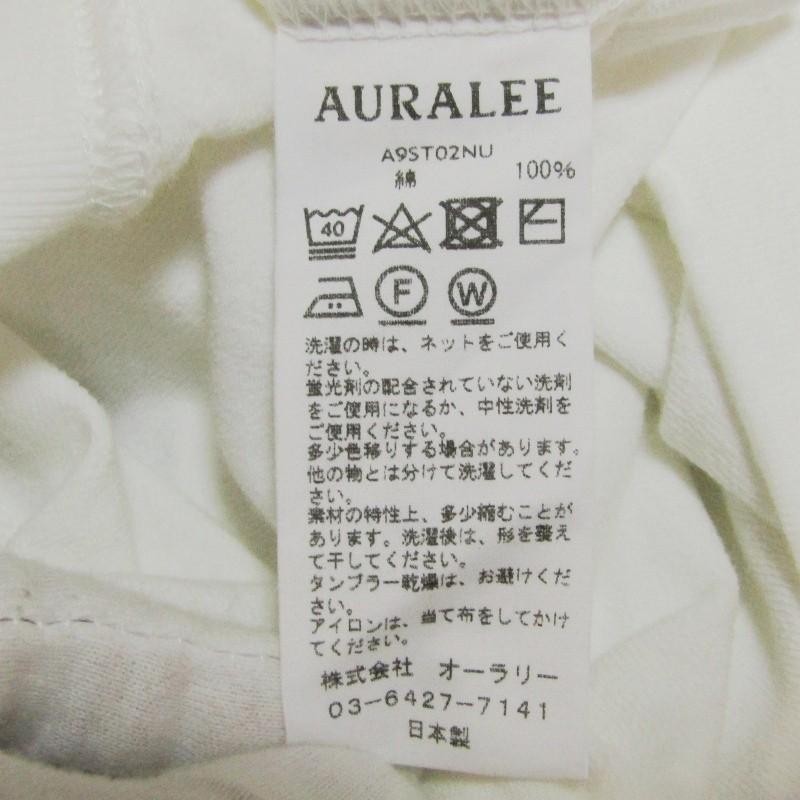 AURALEE
A9ST02NU
綿 100%
40
F W
洗濯の時は、ネットをご使用く
ださい。
蛍光剤の配合されていない洗剤
をご使用になるか、中性洗剤を
ご使用ください。
多少色移りする場合があります。
他の物とは分けて洗濯してくだ
さい。
素材の特性上、多少縮むことが
あります。洗濯後は、形を整え
て干してください。
タンブラー乾燥は、お避けくだ
さい。
アイロンは、当て布をしてかけ
てください。
株式会社 オーラリー
03-6427-7141
日本製